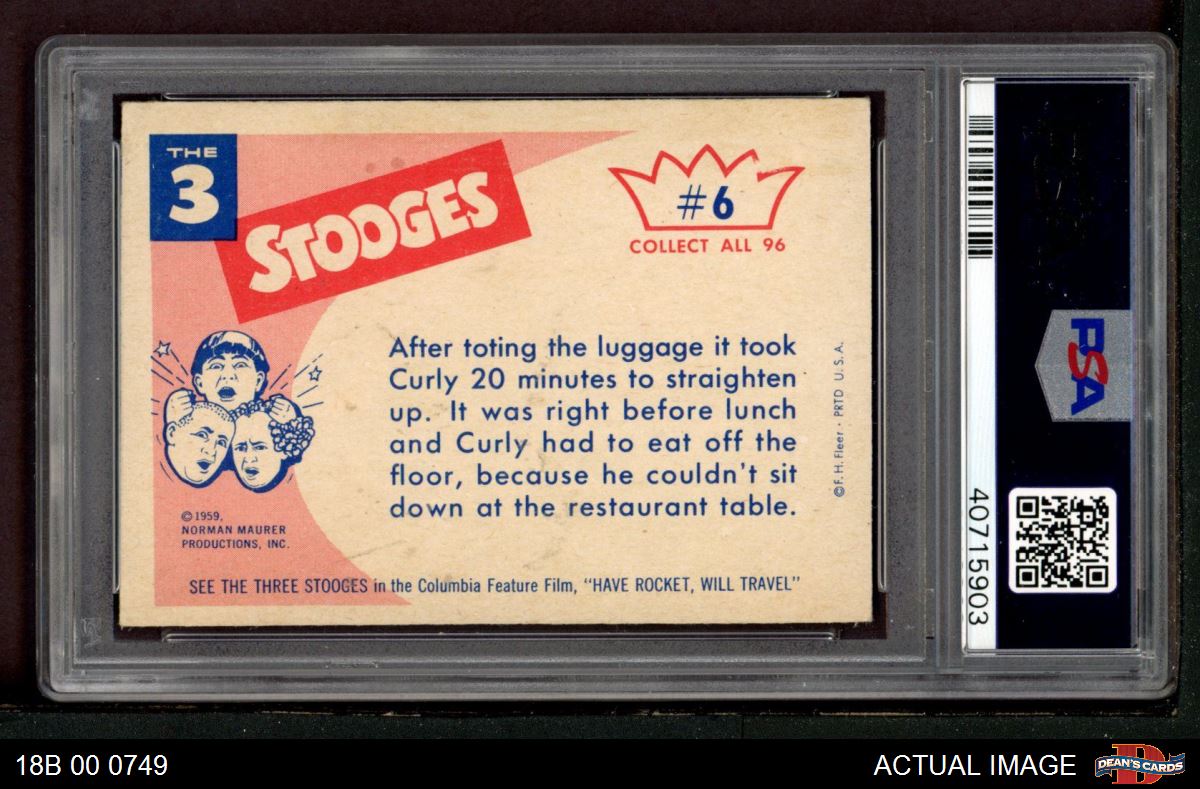 THE
3
STOOGES
#6
COLLECT ALL 96
After toting the luggage it took
Curly 20 minutes to straighten
up. It was right before lunch
and Curly had to eat off the
floor, because he couldn't sit
down at the restaurant table.
©F. H. Fleer · PRTD U. S. A.
© 1959,
NORMAN MAURER
PRODUCTIONS, INC.
SEE THE THREE STOOGES in the Columbia Feature Film, "HAVE ROCKET, WILL TRAVEL"
PSA
40715903
18B 00 0749
ACTUAL IMAGE
DEAN'S CARDS